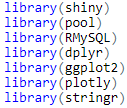 library(shiny)
library(pool)
library(RMySQL)
library(dplyr)
library(ggplot2)
library(plotly)
library(stringr)